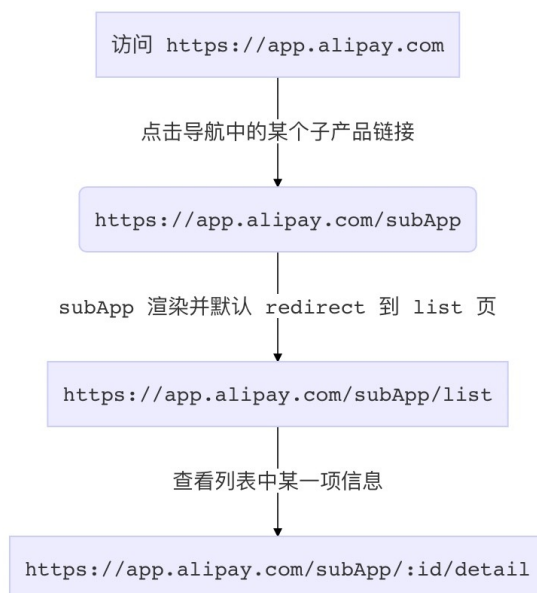 访问 https://app.alipay.com
点击导航中的某个子产品链接
https://app.alipay.com/subApp
subApp 渲染并默认 redirect 到 list 页
https://app.alipay.com/subApp/list
查看列表中某一项信息
https://app.alipay.com/subApp/:id/detail